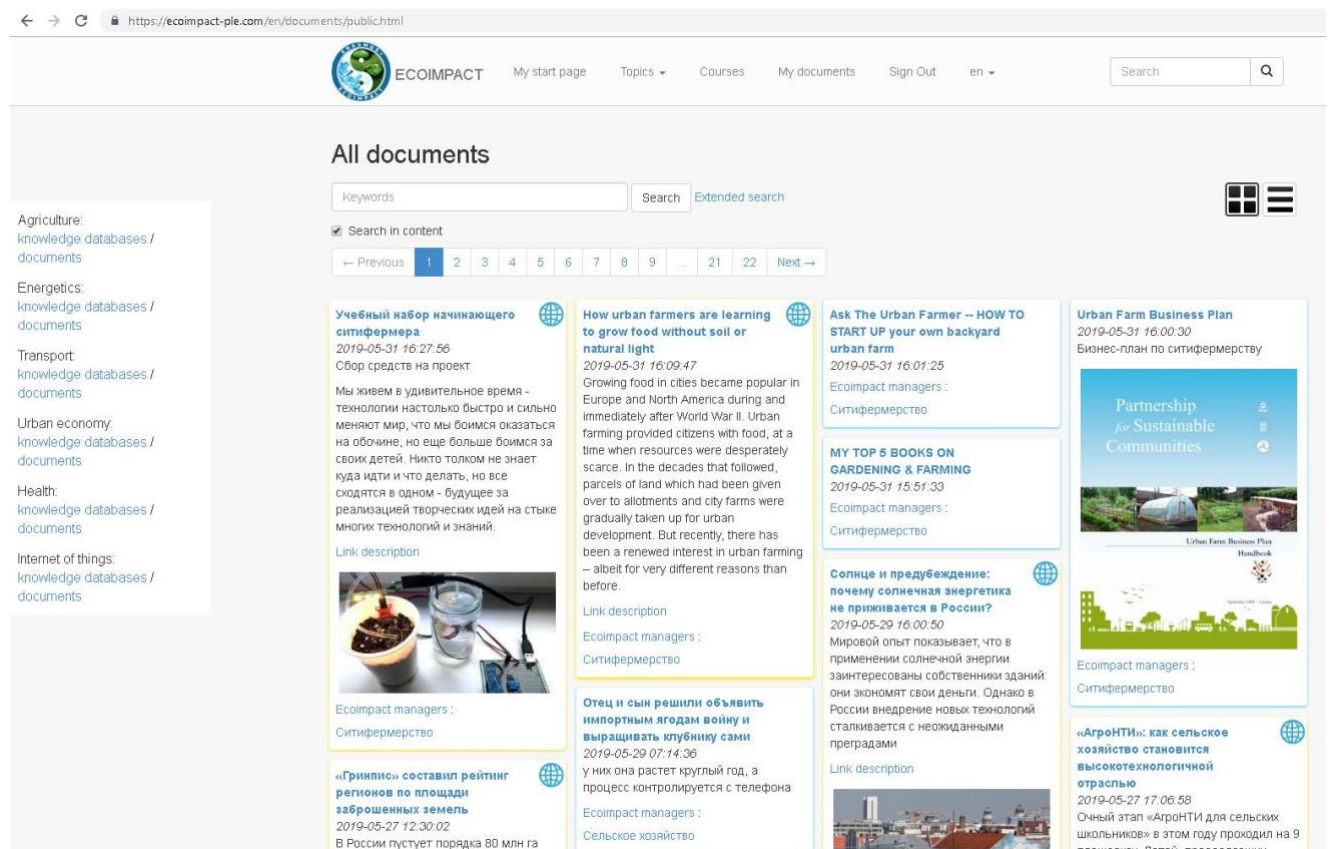 https://ecoimpact-ple.com/en/documents/public.html
ECOIMPACT
My start page
Topics
Courses
My documents
Sign Out
en
Search
All documents
Keywords
Search
Extended search
Search in content
← Previous 1 2 3 4 5 6 7 8 9 ... 21 22 Next →
Agriculture:
knowledge databases /
documents
Energetics:
knowledge databases /
documents
Transport:
knowledge databases /
documents
Urban economy:
knowledge databases /
documents
Health:
knowledge databases /
documents
Internet of things:
knowledge databases /
documents
Учебный набор начинающего
ситифермера
2019-05-31 16:27:56
Сбор средств на проект
Мы живем в удивительное время -
технологии настолько быстро и сильно
меняют мир, что мы боимся оказаться
на обочине, но еще больше боимся за
своих детей. Никто толком не знает
куда идти и что делать, но все
сходятся в одном - будущее за
реализацией творческих идей на стыке
многих технологий и знаний.
Link description
Ecoimpact managers :
Ситифермерство
«Гринпис» составил рейтинг
регионов по площади
заброшенных земель
2019-05-27 12:30:02
В России пустует порядка 80 млн га
How urban farmers are learning
to grow food without soil or
natural light
2019-05-31 16:09:47
Growing food in cities became popular in
Europe and North America during and
immediately after World War II. Urban
farming provided citizens with food, at a
time when resources were desperately
scarce. In the decades that followed,
parcels of land which had been given
over to allotments and city farms were
gradually taken up for urban
development. But recently, there has
been a renewed interest in urban farming
– albeit for very different reasons than
before.
Link description
Ecoimpact managers :
Ситифермерство
Отец и сын решили объявить
импортным ягодам войну и
выращивать клубнику сами
2019-05-29 07:14:36
у них она растет круглый год, а
процесс контролируется с телефона
Ecoimpact managers :
Сельское хозяйство
Ask The Urban Farmer -- HOW TO
START UP your own backyard
urban farm
2019-05-31 16:01:25
Ecoimpact managers :
Ситифермерство
MY TOP 5 BOOKS ON
GARDENING & FARMING
2019-05-31 15:51:33
Ecoimpact managers :
Ситифермерство
Солнце и предубеждение:
почему солнечная энергетика
не приживается в России?
2019-05-29 16:00:50
Мировой опыт показывает, что в
применении солнечной энергии
заинтересованы собственники зданий:
они экономят свои деньги. Однако в
России внедрение новых технологий
сталкивается с неожиданными
преградами
Link description
Urban Farm Business Plan
2019-05-31 16:00:30
Бизнес-план по ситифермерству
Partnership
for Sustainable
Communities
Urban Farm Business Plan
Handbook
Ecoimpact managers :
Ситифермерство
«АгроНТИ»: как сельское
хозяйство становится
высокотехнологичной
отраслью
2019-05-27 17:06:58
Очный этап «АгроНТИ для сельских
школьников» в этом году проходил на 9